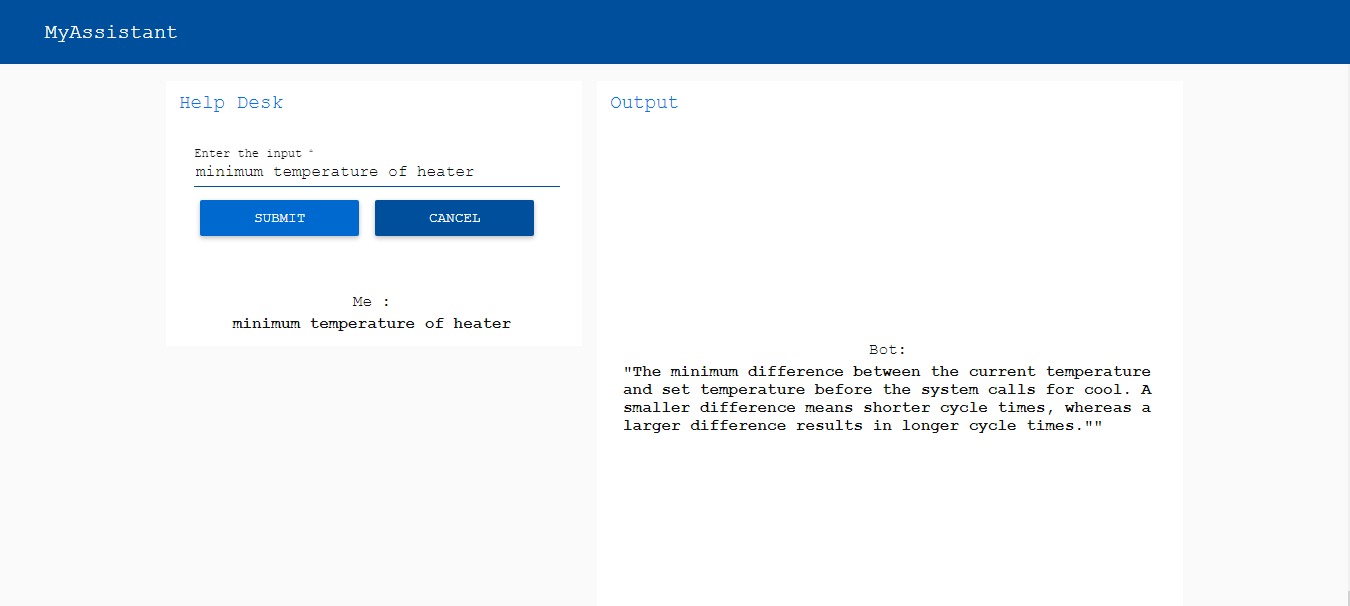 MyAssistant
Help Desk
Enter the input *
minimum temperature of heater
SUBMIT
CANCEL
Me :
minimum temperature of heater
Output
Bot:
"The minimum difference between the current temperature
and set temperature before the system calls for cool. A
smaller difference means shorter cycle times, whereas a
larger difference results in longer cycle times.""